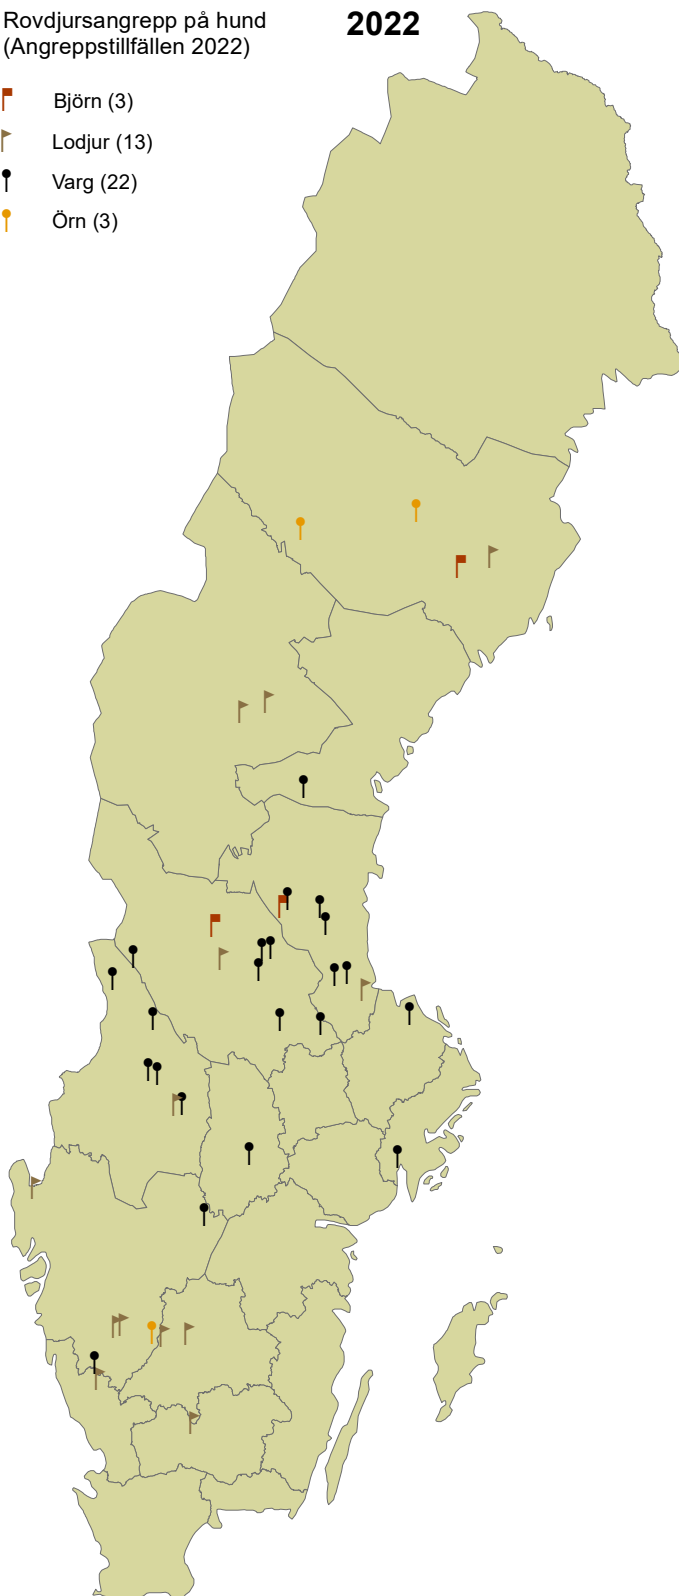 Rovdjursangrepp på hund
(Angreppstillfällen 2022)
2022
Björn (3)
Lodjur (13)
Varg (22)
Örn (3)